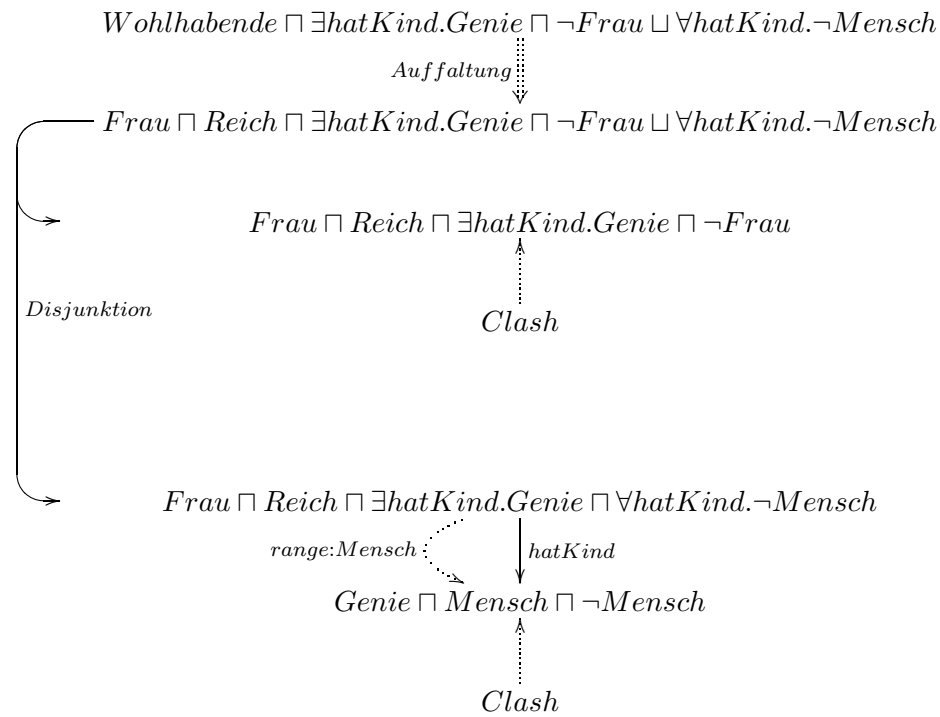 Wohlhabende ⊓ ∃hatKind.Genie ⊓ ¬Frau ⊔ ∀hatKind.¬Mensch
Auffaltung
Frau ⊓ Reich ⊓ ∃hatKind.Genie ⊓ ¬Frau ⊔ ∀hatKind.¬Mensch
Frau ⊓ Reich ⊓ ∃hatKind.Genie ⊓ ¬Frau
Disjunktion
Clash
Frau ⊓ Reich ⊓ ∃hatKind.Genie ⊓ ∀hatKind.¬Mensch
range:Mensch
hatKind
Genie ⊓ Mensch ⊓ ¬Mensch
Clash